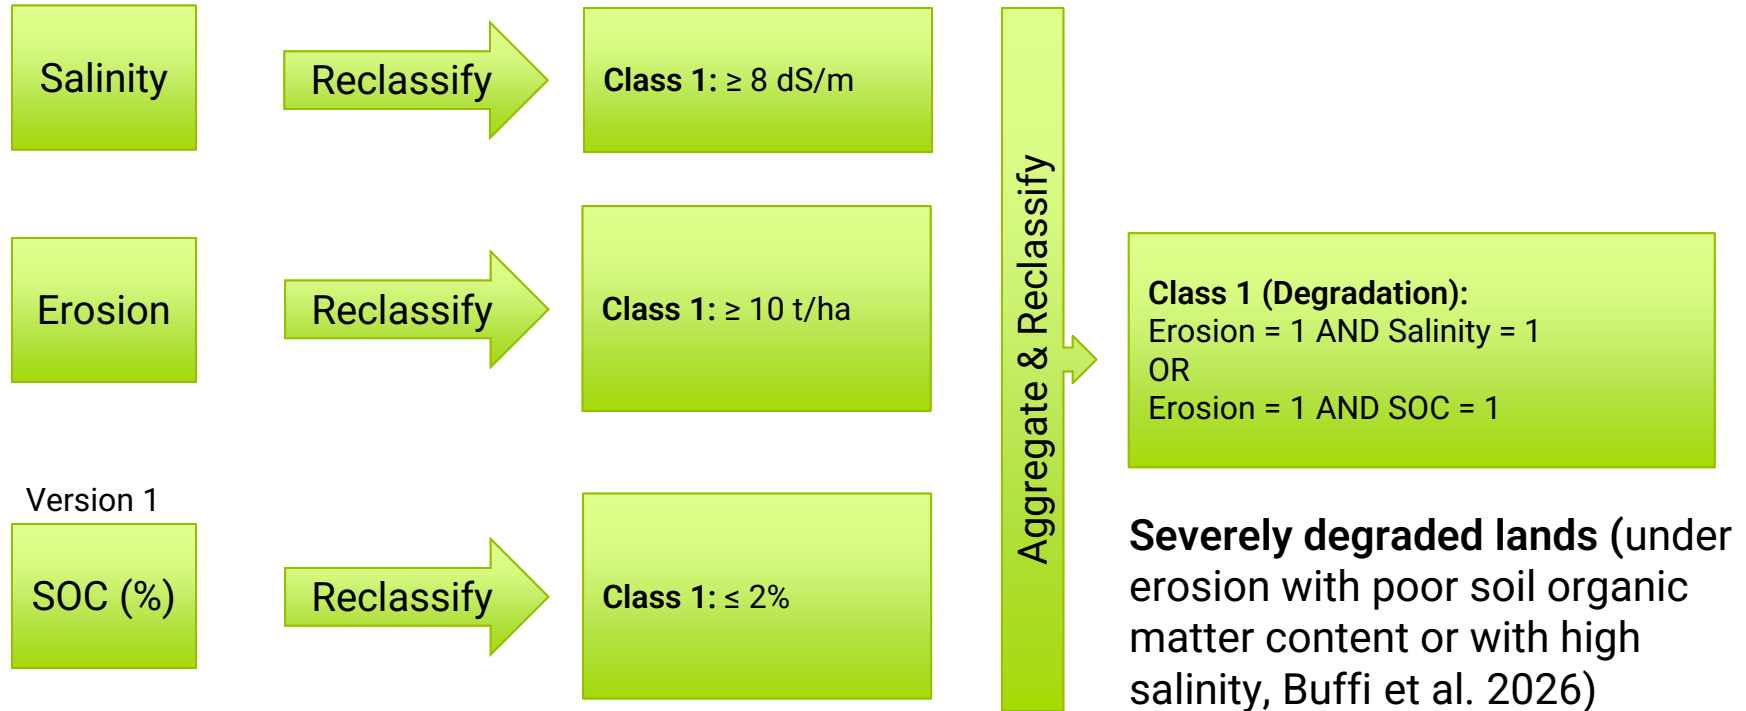 Salinity
Reclassify
Class 1: ≥ 8 dS/m
Erosion
Reclassify
Class 1: ≥ 10 t/ha
Version 1
SOC (%)
Reclassify
Class 1: ≤ 2%
Aggregate & Reclassify
Class 1 (Degradation):
Erosion = 1 AND Salinity = 1
OR
Erosion = 1 AND SOC = 1
Severely degraded lands (under
erosion with poor soil organic
matter content or with high
salinity, Buffi et al. 2026)